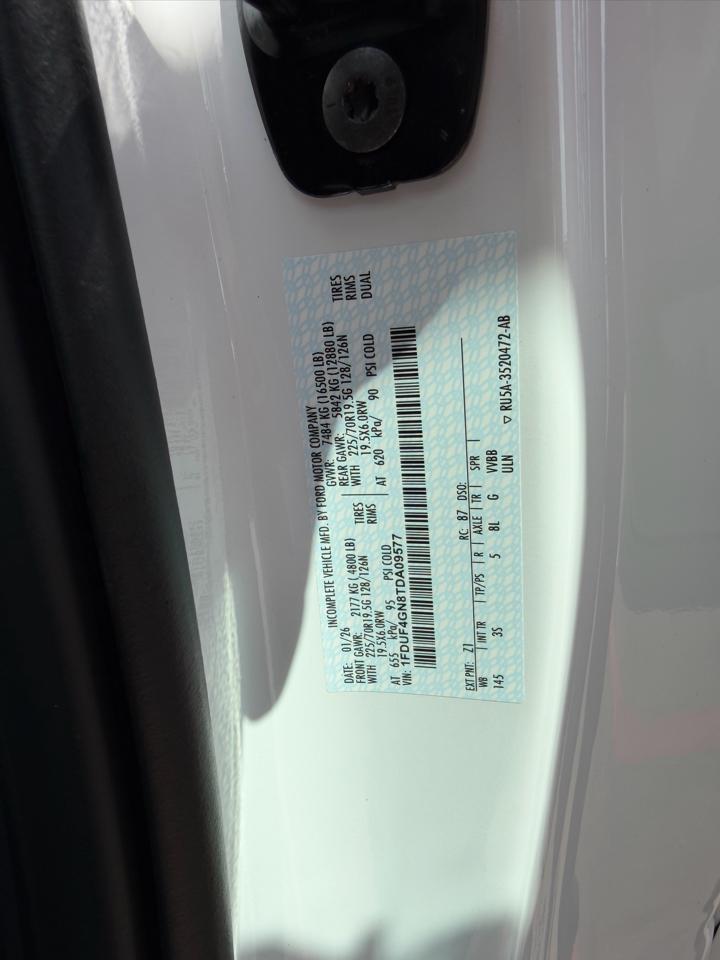 INCOMPLETE VEHICLE MFD. BY FORD MOTOR COMPANY
DATE: 01/26 GVWR: 7484 KG (16500 LB)
FRONT GAWR: 2177 KG (4800 LB) REAR GAWR: 5842 KG (12880 LB)
WITH 225/70R19.5G 128/126N TIRES WITH 225/70R19.5G 128/126N TIRES
19.5X6.0RW RIMS 19.5X6.0RW RIMS
AT 655 kPa/ 95 PSI COLD AT 620 kPa/ 90 PSI COLD DUAL
VIN: 1FDUF4GN8TDA09577
EXT PNT: Z1 RC: 87 DSO:
WB INT TR TP/PS R AXLE TR SPR
145 3S 5 8L G VVBB
ULN
▽ RU5A-3520472-AB